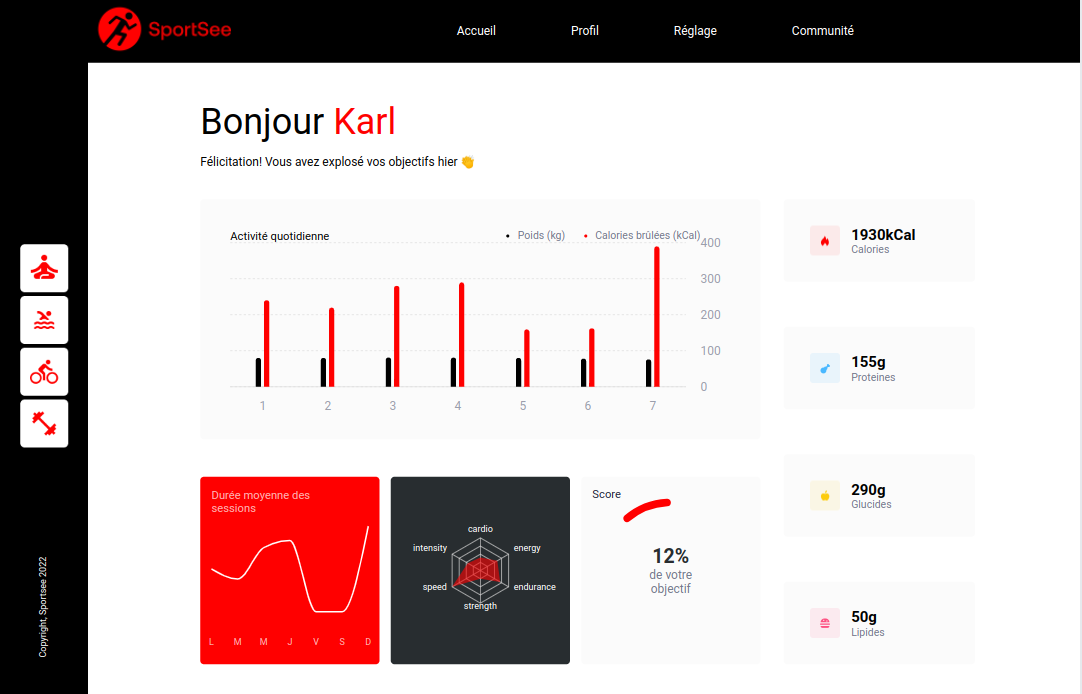 SportSee
Accueil
Profil
Réglage
Communité
Bonjour Karl
Félicitation! Vous avez explosé vos objectifs hier 👏
Activité quotidienne
Poids (kg)
Calories brûlées (kCal)
400
300
200
100
0
1 2 3 4 5 6 7
1930kCal
Calories
155g
Proteines
290g
Glucides
50g
Lipides
Durée moyenne des
sessions
L M M J V S D
cardio
energy
endurance
strength
speed
intensity
Score
12%
de votre
objectif
Copyright, Sportsee 2022